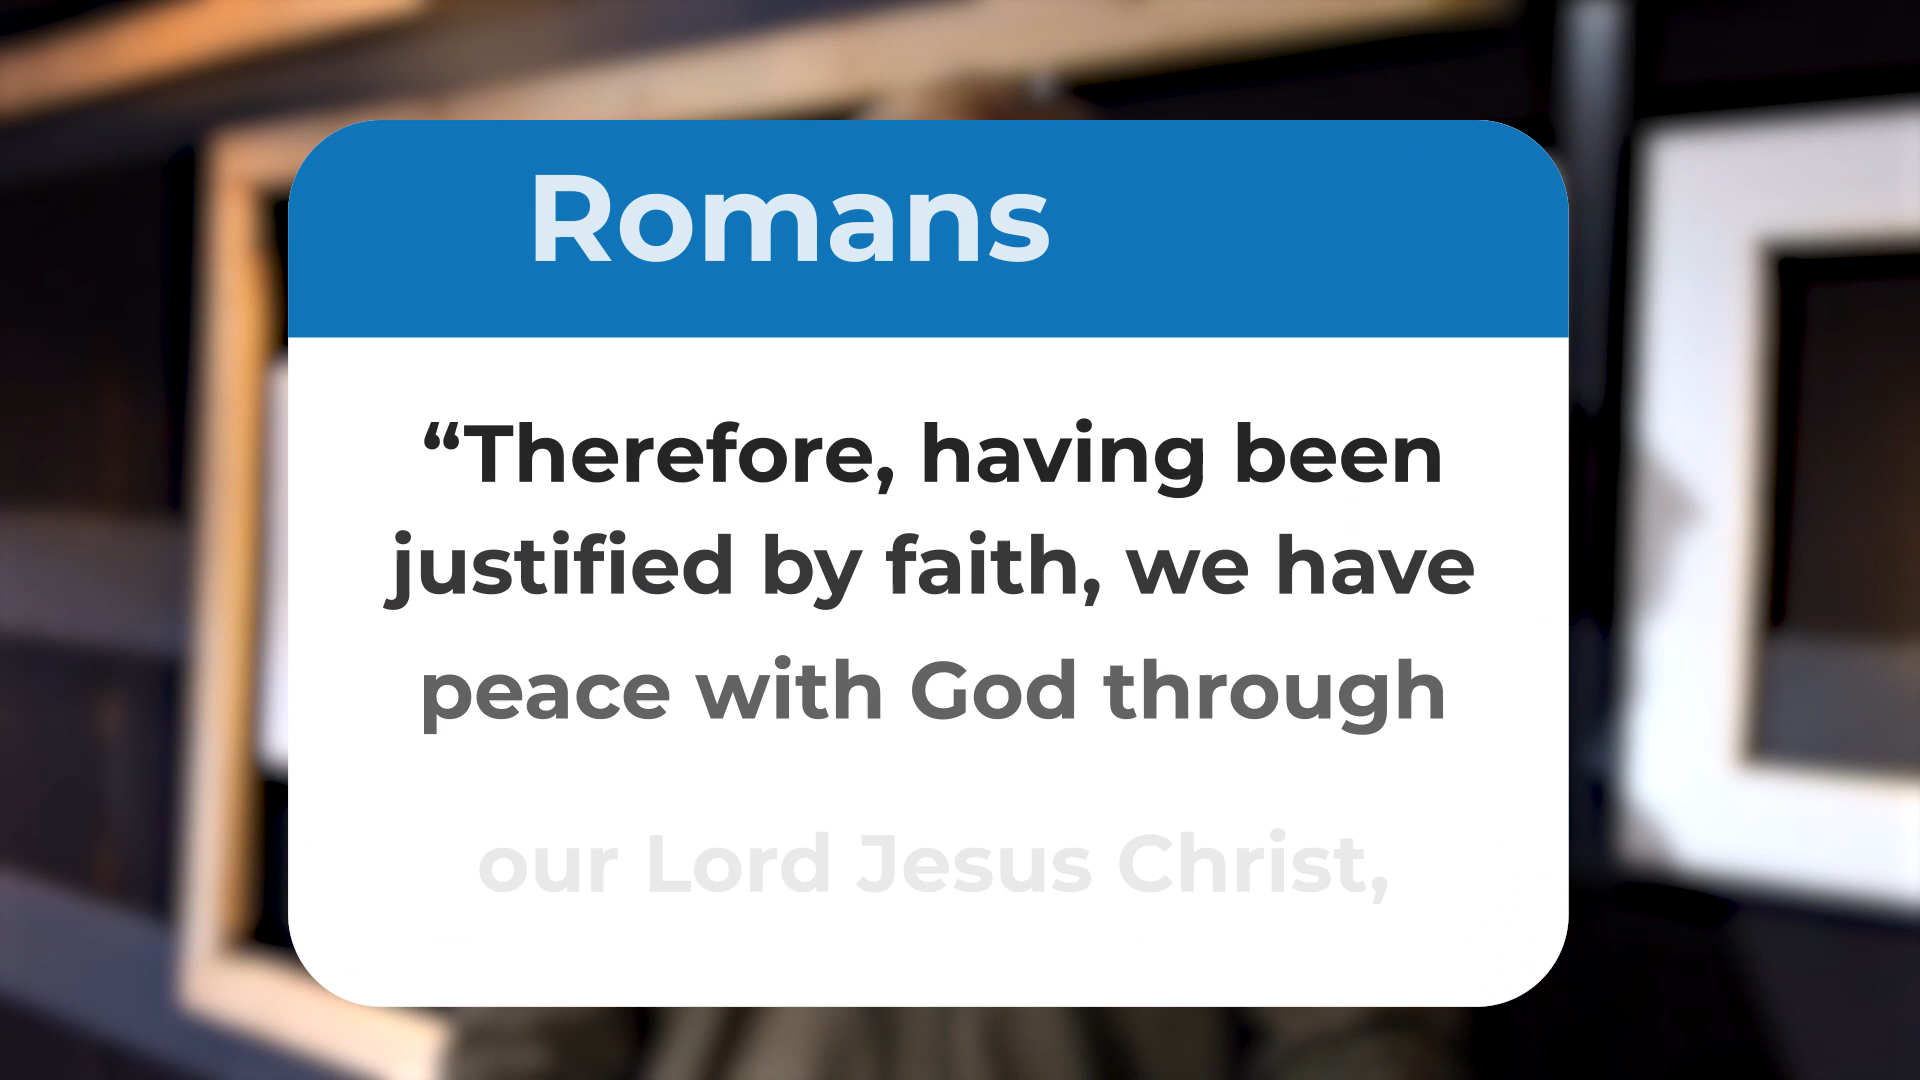 Romans
“Therefore, having been
justified by faith, we have
peace with God through
our Lord Jesus Christ,